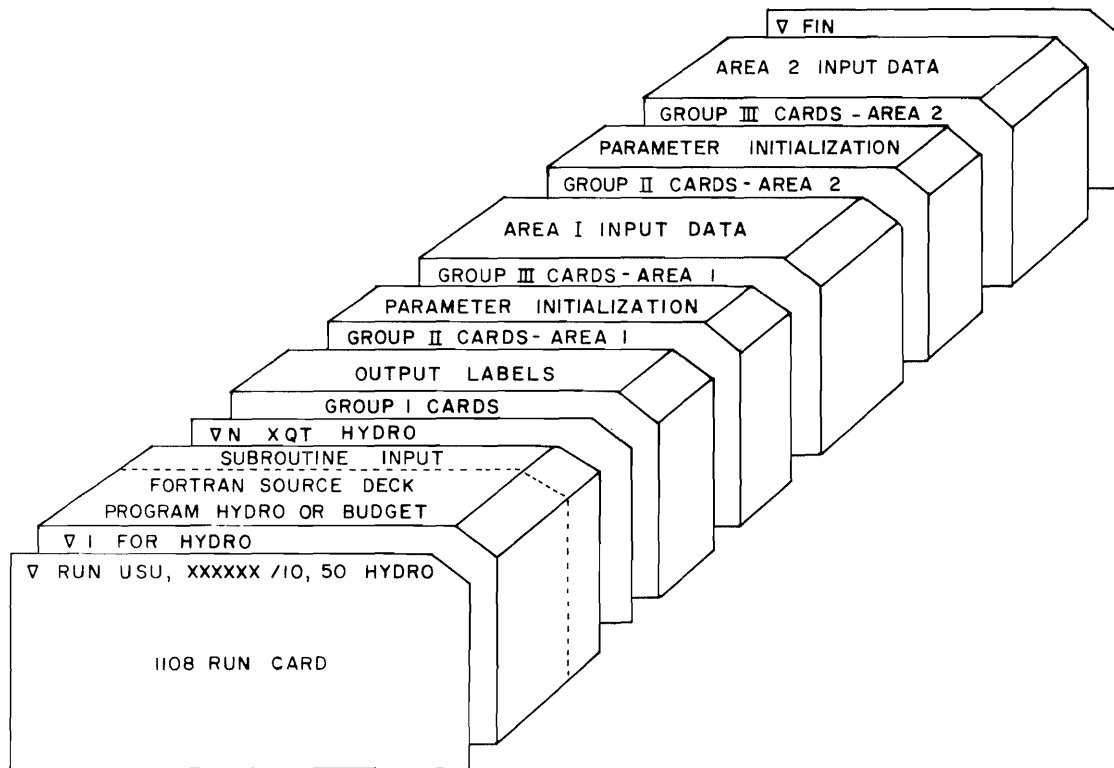 ∇ FIN
AREA 2 INPUT DATA
GROUP III CARDS - AREA 2
PARAMETER INITIALIZATION
GROUP II CARDS - AREA 2
AREA I INPUT DATA
GROUP III CARDS - AREA 1
PARAMETER INITIALIZATION
GROUP II CARDS - AREA 1
OUTPUT LABELS
GROUP I CARDS
∇N XQT HYDRO
SUBROUTINE INPUT
FORTRAN SOURCE DECK
PROGRAM HYDRO OR BUDGET
∇ I FOR HYDRO
∇ RUN USU, XXXXXX /10, 50 HYDRO
1108 RUN CARD